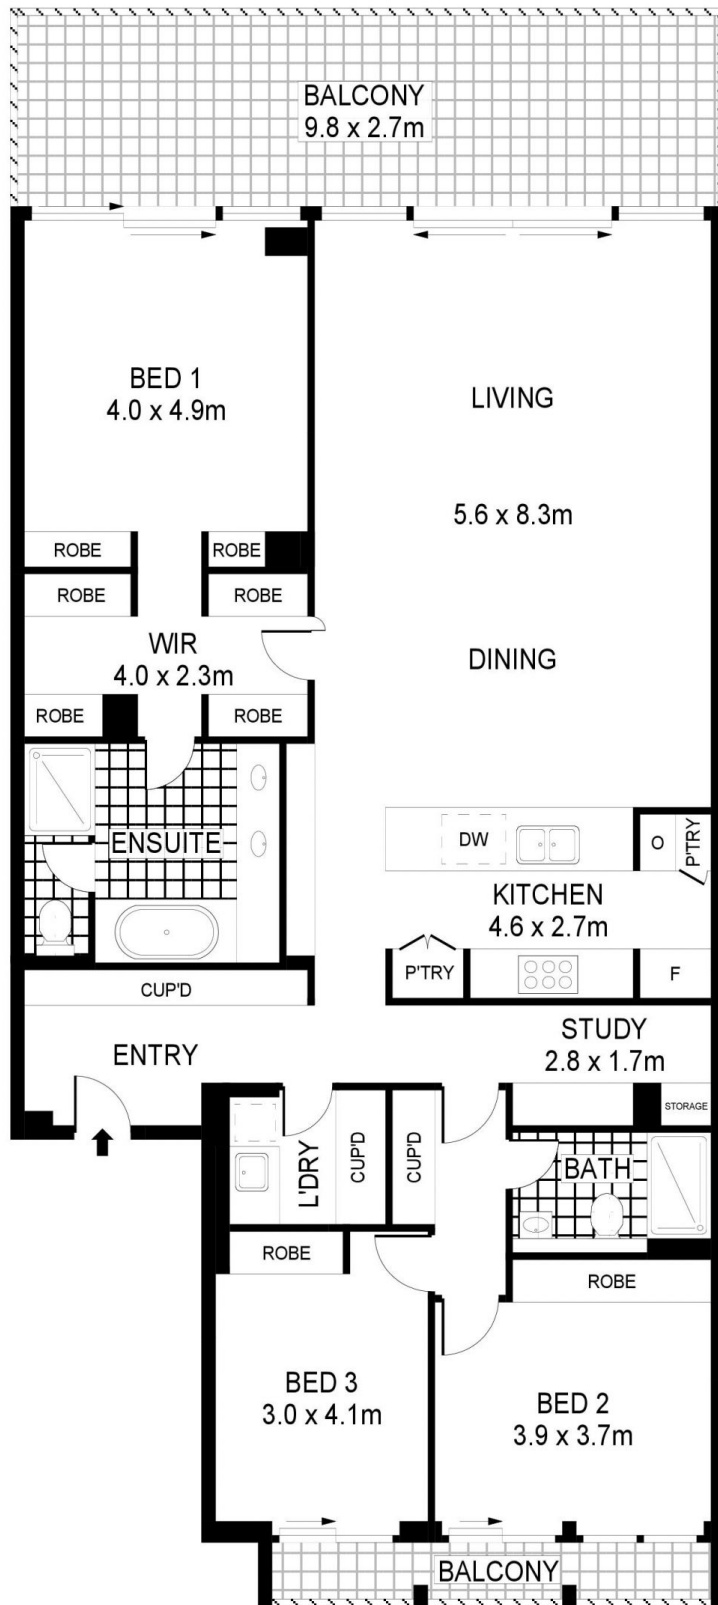 BALCONY
9.8 x 2.7m
BED 1
4.0 x 4.9m
LIVING
5.6 x 8.3m
ROBE
ROBE
ROBE
ROBE
WIR
4.0 x 2.3m
DINING
ROBE
ROBE
ENSUITE
DW
O
P'TRY
KITCHEN
4.6 x 2.7m
P'TRY
F
CUP'D
ENTRY
STUDY
2.8 x 1.7m
STORAGE
L'DRY
CUP'D
CUP'D
BATH
ROBE
ROBE
BED 3
3.0 x 4.1m
BED 2
3.9 x 3.7m
BALCONY